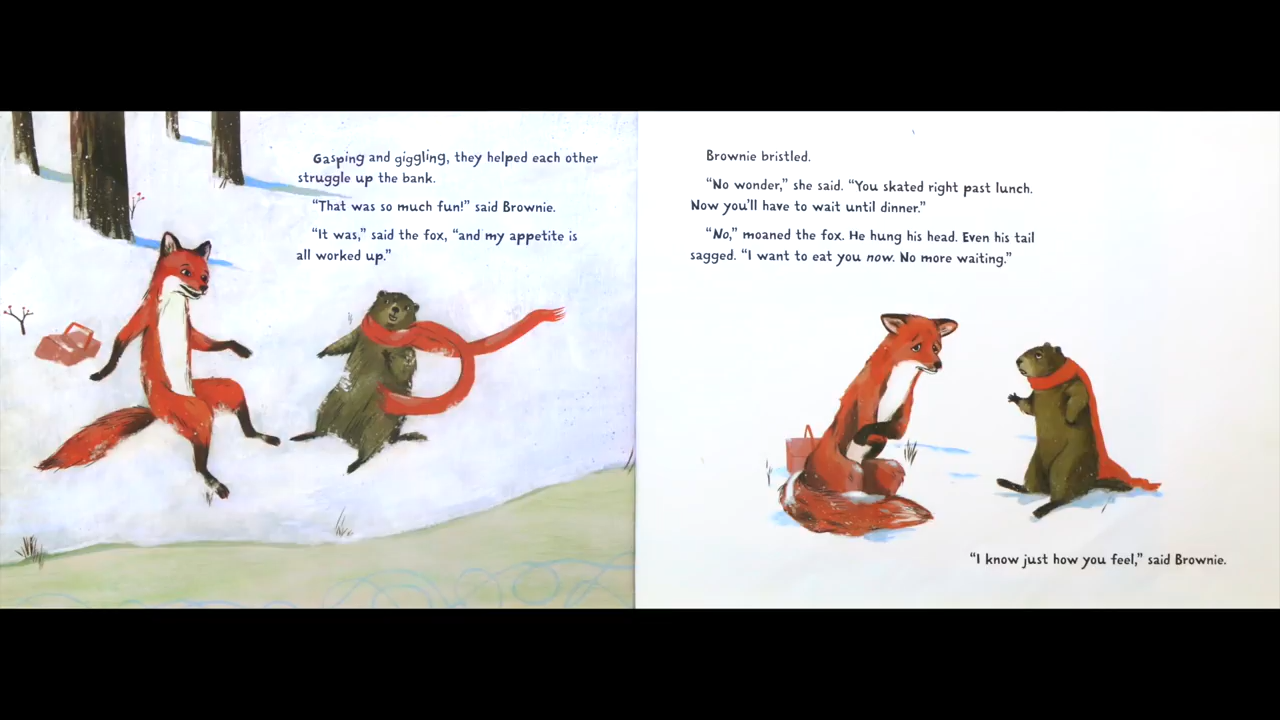 Gasping and giggling, they helped each other
struggle up the bank.
“That was so much fun!” said Brownie.
“It was,” said the fox, “and my appetite is
all worked up.”
Brownie bristled.
“No wonder,” she said. “You skated right past lunch.
Now you’ll have to wait until dinner.”
“No,” moaned the fox. He hung his head. Even his tail
sagged. “I want to eat you now. No more waiting.”
“I know just how you feel,” said Brownie.